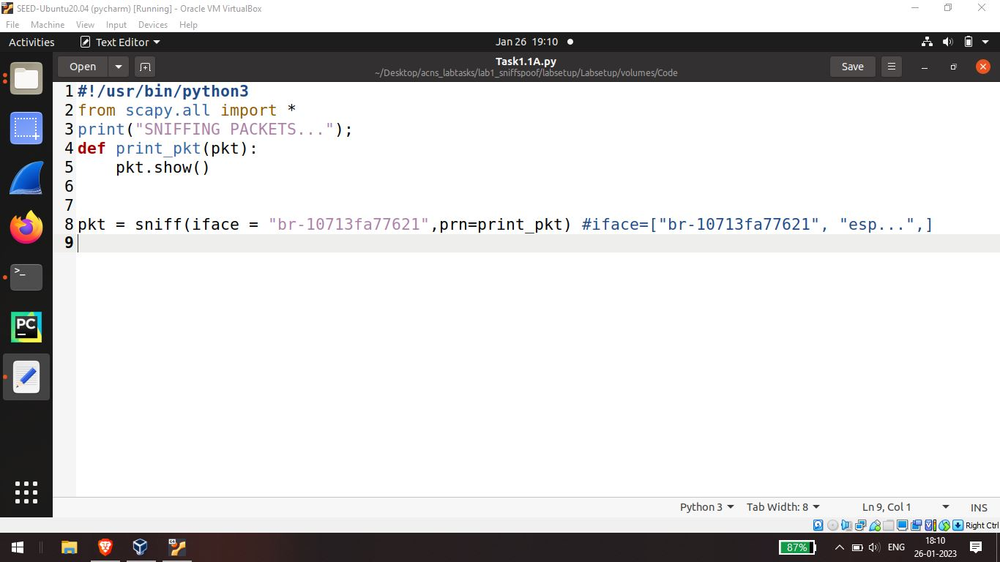 SEED-Ubuntu20.04 (pycharm) [Running] - Oracle VM VirtualBox
File Machine View Input Devices Help
Activities Text Editor Jan 26 19:10
Open Task1.1A.py Save
~/Desktop/acns_labtasks/lab1_sniffspoof/labsetup/Labsetup/volumes/Code
1 #!/usr/bin/python3
2 from scapy.all import *
3 print("SNIFFING PACKETS...");
4 def print_pkt(pkt):
5     pkt.show()
6
7
8 pkt = sniff(iface = "br-10713fa77621",prn=print_pkt) #iface=["br-10713fa77621", "esp...",]
9
>_
PC
Python 3 Tab Width: 8 Ln 9, Col 1 INS
Right Ctrl
87% ENG 18:10
26-01-2023